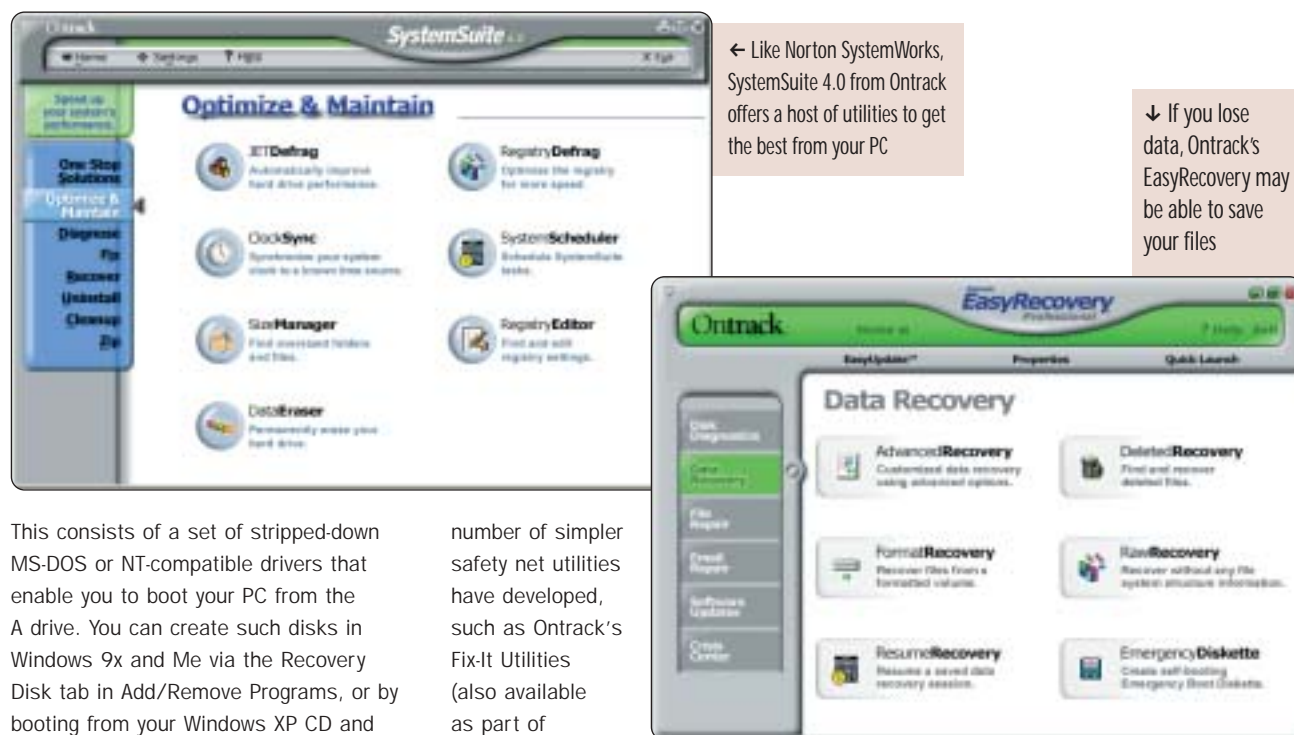 Ontrack
SystemSuite 4.0
Home Settings ? Help X Exit
Speed up
your system's
performance.
One Stop
Solutions
Optimize &
Maintain
Diagnose
Fix
Recover
Uninstall
Cleanup
Zip
Optimize & Maintain
JETDefrag
Automatically improve
hard drive performance.
RegistryDefrag
Optimize the registry
for more speed.
ClockSync
Synchronize your system
clock to a known time source.
SystemScheduler
Schedule SystemSuite
tasks.
SizeManager
Find oversized folders
and files.
RegistryEditor
Find and edit
registry settings.
DataEraser
Permanently erase your
hard drive.
← Like Norton SystemWorks,
SystemSuite 4.0 from Ontrack
offers a host of utilities to get
the best from your PC
↓ If you lose
data, Ontrack's
EasyRecovery may
be able to save
your files
EasyRecovery
Professional
Ontrack
? Help
EasyUpdate™ Properties Quick Launch
Disk
Diagnostics
Data
Recovery
File
Repair
Email
Repair
Software
Updates
Crisis
Center
Data Recovery
AdvancedRecovery
Customized data recovery
using advanced options.
DeletedRecovery
Find and recover
deleted files.
FormatRecovery
Recover files from a
formatted volume.
RawRecovery
Recover without any file
system structure information.
ResumeRecovery
Resume a saved data
recovery session.
EmergencyDiskette
Create self-booting
Emergency Boot Diskette.
This consists of a set of stripped-down
MS-DOS or NT-compatible drivers that
enable you to boot your PC from the
A drive. You can create such disks in
Windows 9x and Me via the Recovery
Disk tab in Add/Remove Programs, or by
booting from your Windows XP CD and
number of simpler
safety net utilities
have developed,
such as Ontrack's
Fix-It Utilities
(also available
as part of